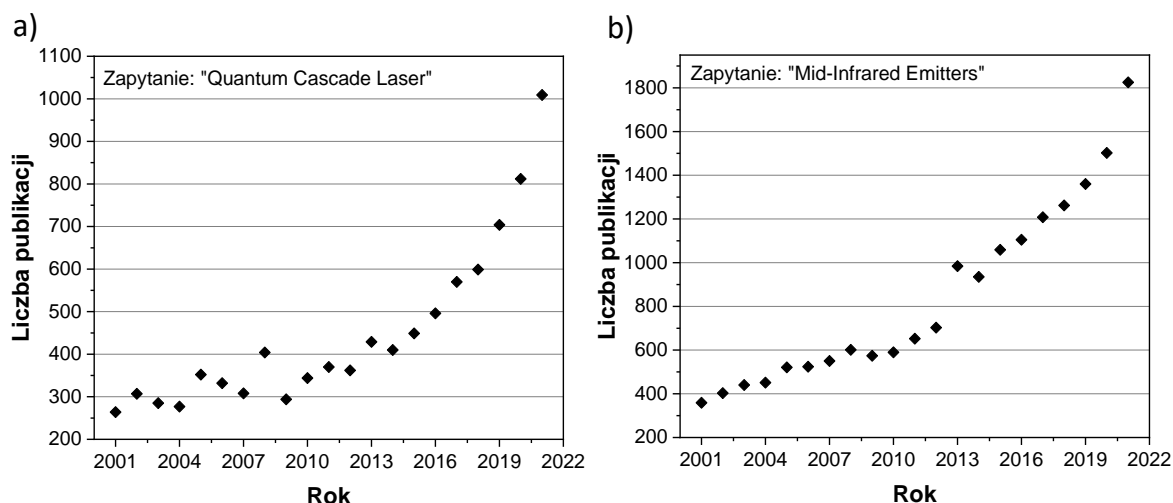 a)
Zapytanie: "Quantum Cascade Laser"
Liczba publikacji
1100
1000
900
800
700
600
500
400
300
200
2001 2004 2007 2010 2013 2016 2019 2022
Rok
b)
Zapytanie: "Mid-Infrared Emitters"
Liczba publikacji
1800
1600
1400
1200
1000
800
600
400
200
2001 2004 2007 2010 2013 2016 2019 2022
Rok